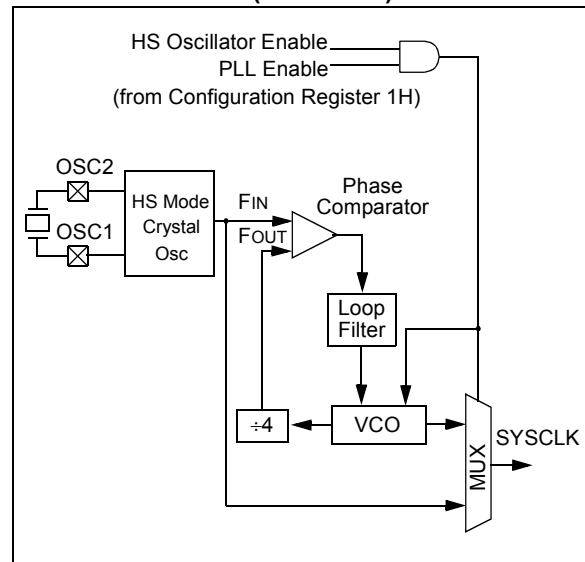 HS Oscillator Enable
PLL Enable
(from Configuration Register 1H)
OSC2
OSC1
HS Mode
Crystal
Osc
FIN
FOUT
Phase
Comparator
Loop
Filter
÷4
VCO
MUX
SYSCLK